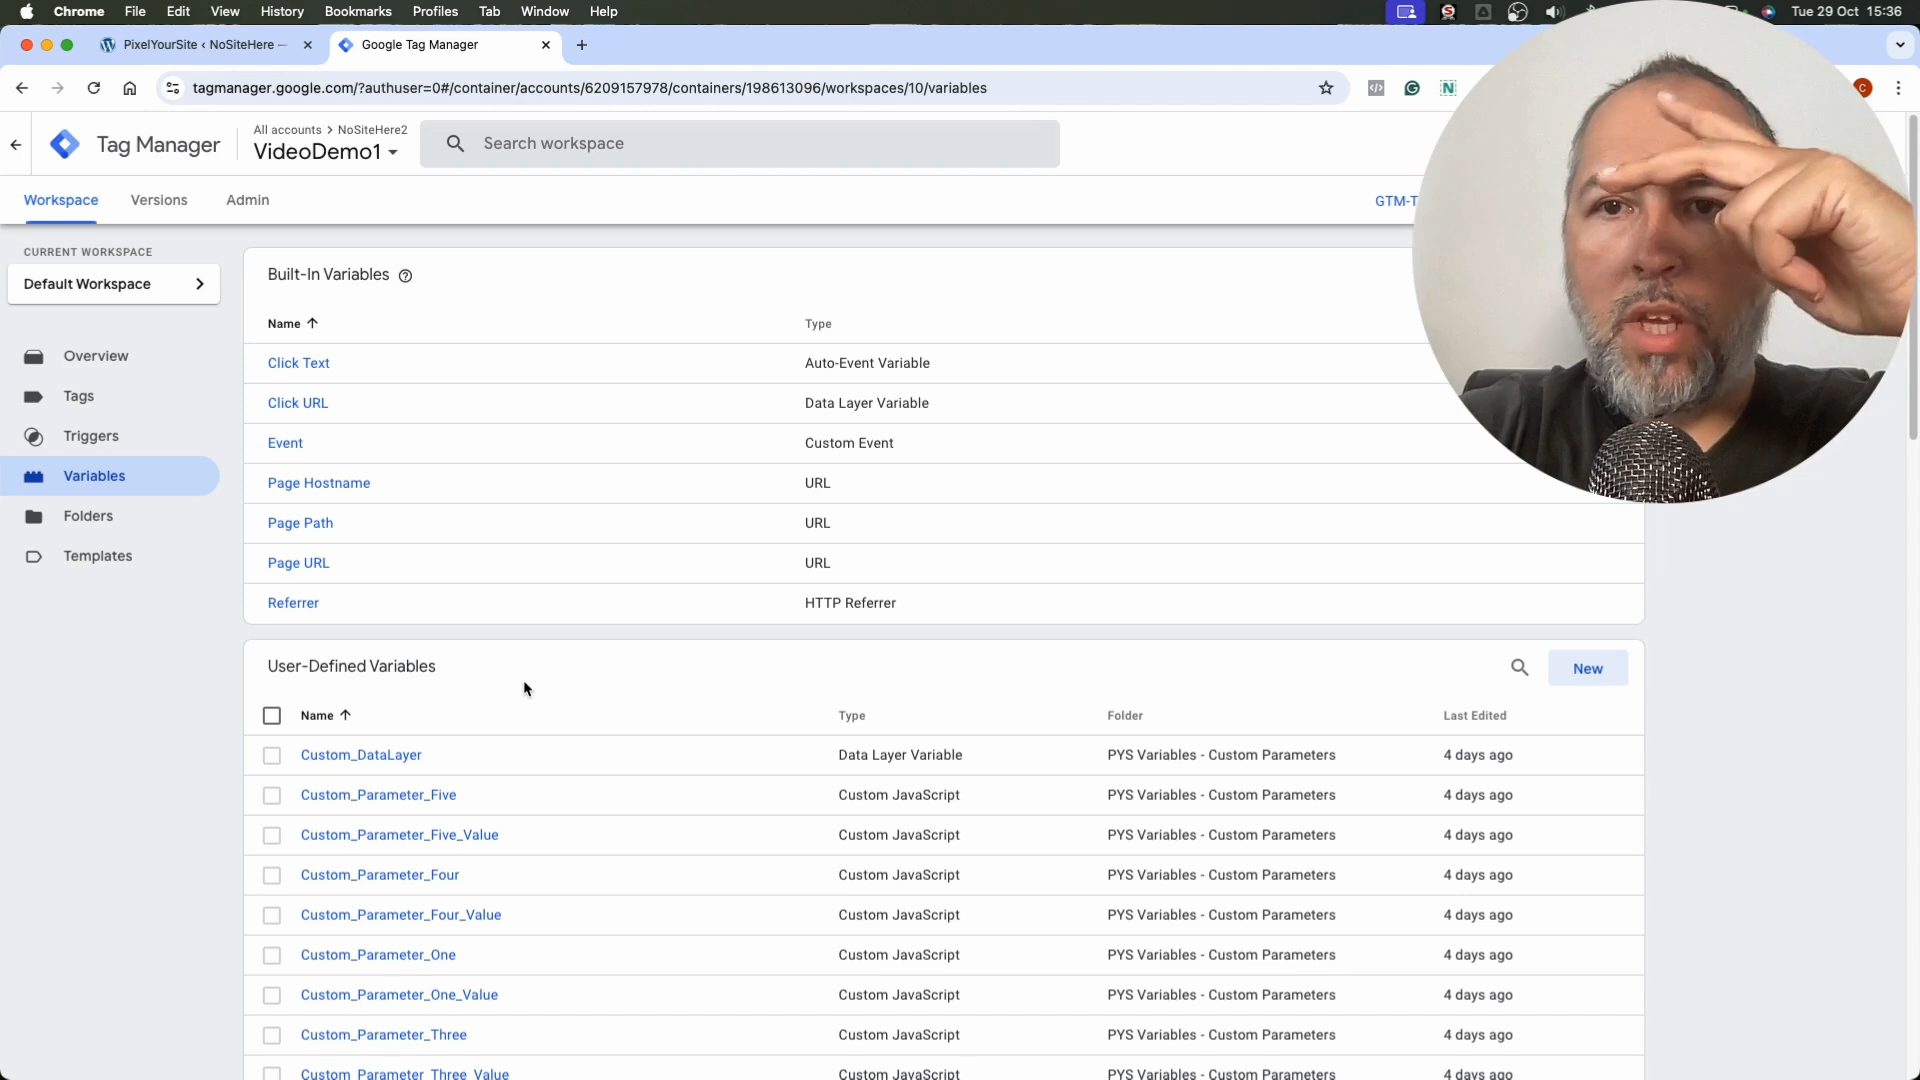 Chrome File Edit View History Bookmarks Profiles Tab Window Help
Tue 29 Oct 15:36
PixelYourSite ‹ NoSiteHere —
Google Tag Manager
tagmanager.google.com/?authuser=0#/container/accounts/6209157978/containers/198613096/workspaces/10/variables
All accounts > NoSiteHere2
Tag Manager
VideoDemo1
Search workspace
Workspace
Versions
Admin
GTM-T
CURRENT WORKSPACE
Default Workspace
Overview
Tags
Triggers
Variables
Folders
Templates
Built-In Variables
Name Type
Click Text Auto-Event Variable
Click URL Data Layer Variable
Event Custom Event
Page Hostname URL
Page Path URL
Page URL URL
Referrer HTTP Referrer
User-Defined Variables
New
Name Type Folder Last Edited
Custom_DataLayer Data Layer Variable PYS Variables - Custom Parameters 4 days ago
Custom_Parameter_Five Custom JavaScript PYS Variables - Custom Parameters 4 days ago
Custom_Parameter_Five_Value Custom JavaScript PYS Variables - Custom Parameters 4 days ago
Custom_Parameter_Four Custom JavaScript PYS Variables - Custom Parameters 4 days ago
Custom_Parameter_Four_Value Custom JavaScript PYS Variables - Custom Parameters 4 days ago
Custom_Parameter_One Custom JavaScript PYS Variables - Custom Parameters 4 days ago
Custom_Parameter_One_Value Custom JavaScript PYS Variables - Custom Parameters 4 days ago
Custom_Parameter_Three Custom JavaScript PYS Variables - Custom Parameters 4 days ago
Custom_Parameter_Three_Value Custom JavaScript PYS Variables - Custom Parameters 4 days ago